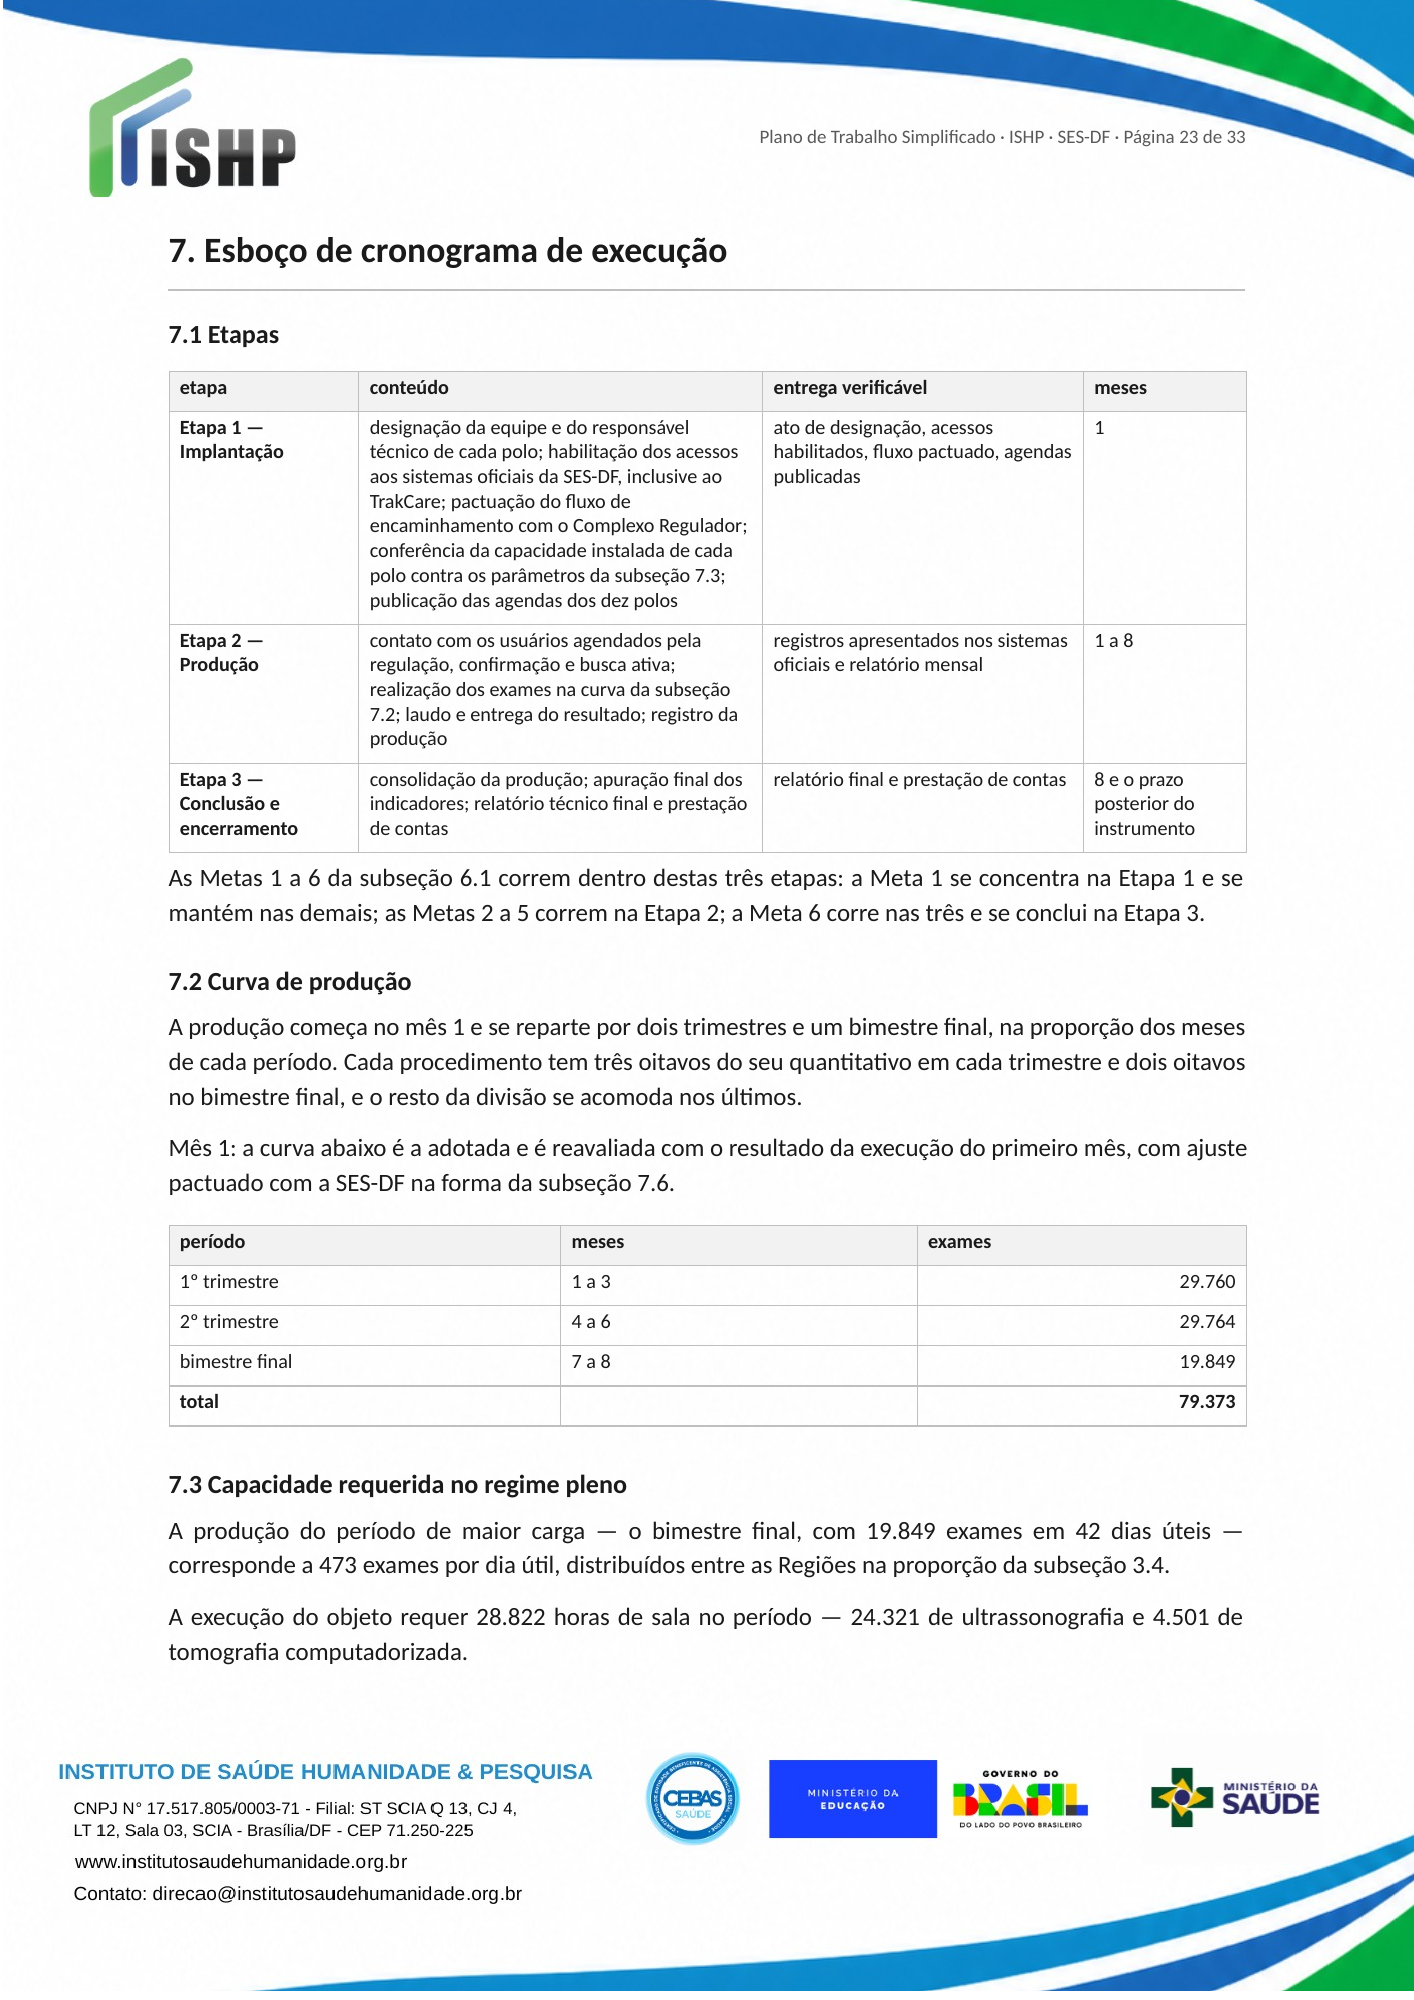 ISHP
Plano de Trabalho Simplificado · ISHP · SES-DF · Página 23 de 33
7. Esboço de cronograma de execução
7.1 Etapas
etapa conteúdo entrega verificável meses
Etapa 1 —
Implantação
designação da equipe e do responsável
técnico de cada polo; habilitação dos acessos
aos sistemas oficiais da SES-DF, inclusive ao
TrakCare; pactuação do fluxo de
encaminhamento com o Complexo Regulador;
conferência da capacidade instalada de cada
polo contra os parâmetros da subseção 7.3;
publicação das agendas dos dez polos
ato de designação, acessos
habilitados, fluxo pactuado, agendas
publicadas
1
Etapa 2 —
Produção
contato com os usuários agendados pela
regulação, confirmação e busca ativa;
realização dos exames na curva da subseção
7.2; laudo e entrega do resultado; registro da
produção
registros apresentados nos sistemas
oficiais e relatório mensal
1 a 8
Etapa 3 —
Conclusão e
encerramento
consolidação da produção; apuração final dos
indicadores; relatório técnico final e prestação
de contas
relatório final e prestação de contas
8 e o prazo
posterior do
instrumento
As Metas 1 a 6 da subseção 6.1 correm dentro destas três etapas: a Meta 1 se concentra na Etapa 1 e se
mantém nas demais; as Metas 2 a 5 correm na Etapa 2; a Meta 6 corre nas três e se conclui na Etapa 3.
7.2 Curva de produção
A produção começa no mês 1 e se reparte por dois trimestres e um bimestre final, na proporção dos meses
de cada período. Cada procedimento tem três oitavos do seu quantitativo em cada trimestre e dois oitavos
no bimestre final, e o resto da divisão se acomoda nos últimos.
Mês 1: a curva abaixo é a adotada e é reavaliada com o resultado da execução do primeiro mês, com ajuste
pactuado com a SES-DF na forma da subseção 7.6.
período meses exames
1º trimestre 1 a 3 29.760
2º trimestre 4 a 6 29.764
bimestre final 7 a 8 19.849
total 79.373
7.3 Capacidade requerida no regime pleno
A produção do período de maior carga — o bimestre final, com 19.849 exames em 42 dias úteis —
corresponde a 473 exames por dia útil, distribuídos entre as Regiões na proporção da subseção 3.4.
A execução do objeto requer 28.822 horas de sala no período — 24.321 de ultrassonografia e 4.501 de
tomografia computadorizada.
INSTITUTO DE SAÚDE HUMANIDADE & PESQUISA
CNPJ N° 17.517.805/0003-71 - Filial: ST SCIA Q 13, CJ 4,
LT 12, Sala 03, SCIA - Brasília/DF - CEP 71.250-225
www.institutosaudehumanidade.org.br
Contato: direcao@institutosaudehumanidade.org.br
CEBAS
SAÚDE
MINISTÉRIO DA
EDUCAÇÃO
GOVERNO DO
BRASIL
DO LADO DO POVO BRASILEIRO
MINISTÉRIO DA
SAÚDE